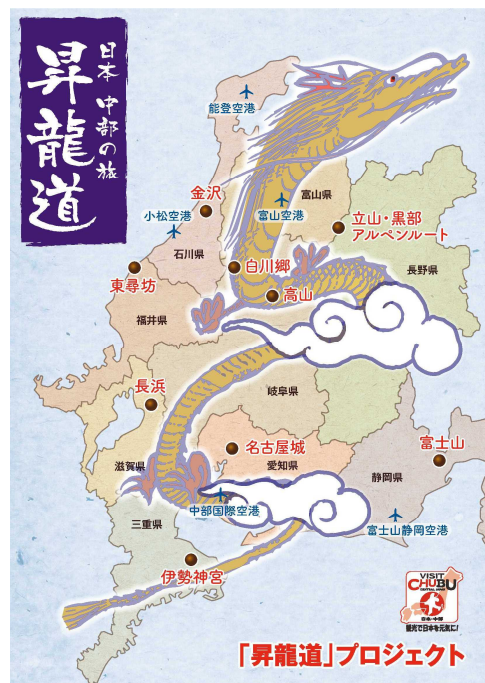 日本 中部の旅
昇龍道
能登空港
金沢
小松空港
富山県
富山空港
立山・黒部
アルペンルート
石川県
長野県
白川郷
東尋坊
高山
福井県
長浜
岐阜県
名古屋城
富士山
滋賀県
愛知県
静岡県
中部国際空港
三重県
富士山静岡空港
伊勢神宮
VISIT
CHUBU
CENTRAL JAPAN
日本・中部
観光で日本を元気に!
「昇龍道」プロジェクト